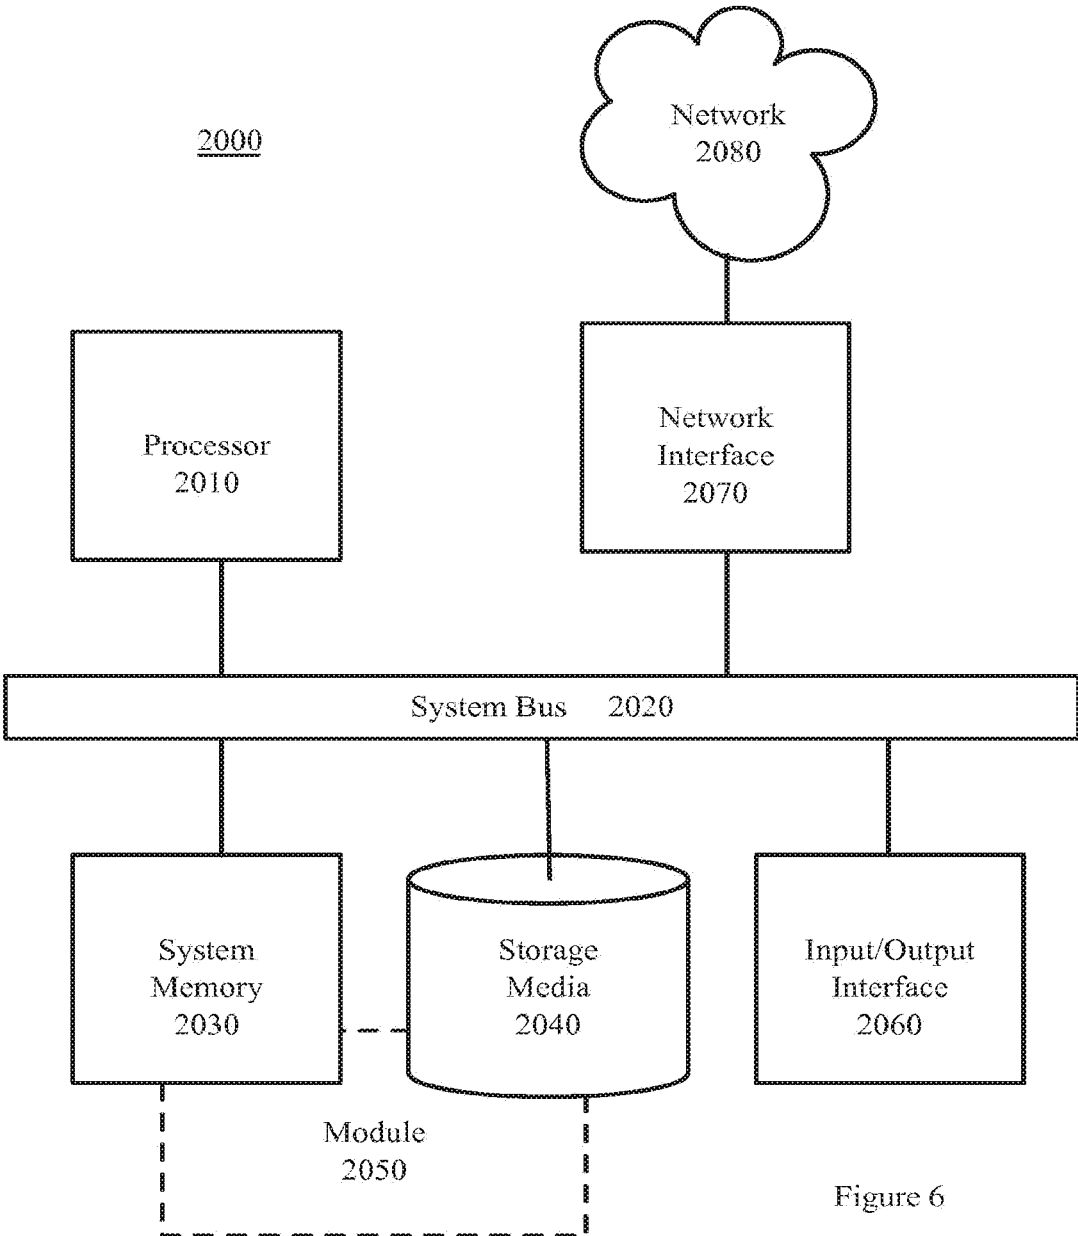 Network
2080
2000
Processor
2010
Network
Interface
2070
System Bus 2020
System
Memory
2030
Storage
Media
2040
Input/Output
Interface
2060
Module
2050
Figure 6